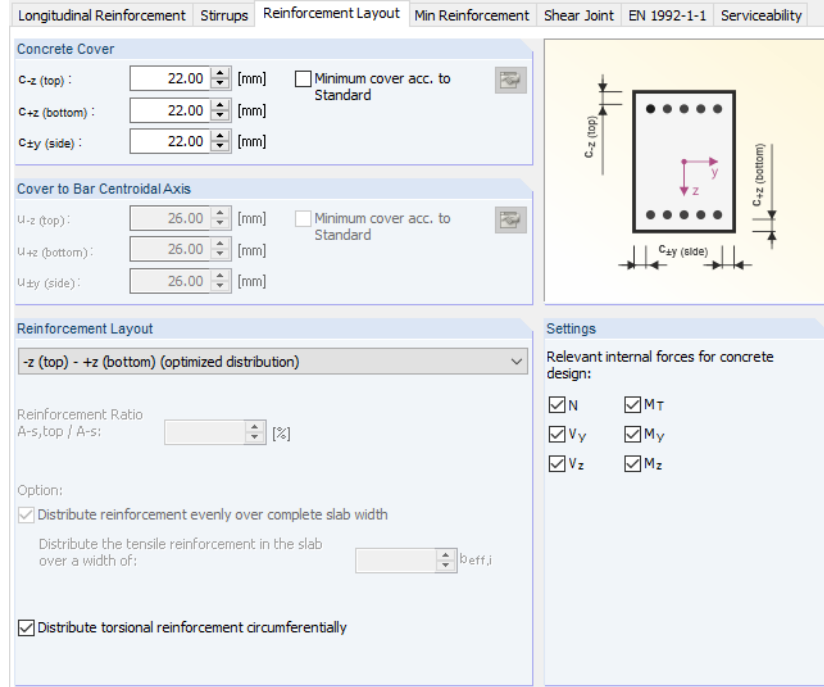 Longitudinal Reinforcement Stirrups Reinforcement Layout Min Reinforcement Shear Joint EN 1992-1-1 Serviceability
Concrete Cover
c-z (top) : 22.00 [mm] Minimum cover acc. to
Standard
c+z (bottom) : 22.00 [mm]
c±y (side) : 22.00 [mm]
Cover to Bar Centroidal Axis
u-z (top) : 26.00 [mm] Minimum cover acc. to
Standard
u+z (bottom) : 26.00 [mm]
u±y (side) : 26.00 [mm]
c-z (top)
y
z
c+z (bottom)
c±y (side)
Reinforcement Layout
-z (top) - +z (bottom) (optimized distribution)
Reinforcement Ratio
A-s,top / A-s: [%]
Option:
Distribute reinforcement evenly over complete slab width
Distribute the tensile reinforcement in the slab
over a width of: beff,i
Distribute torsional reinforcement circumferentially
Settings
Relevant internal forces for concrete
design:
N MT
Vy My
Vz Mz